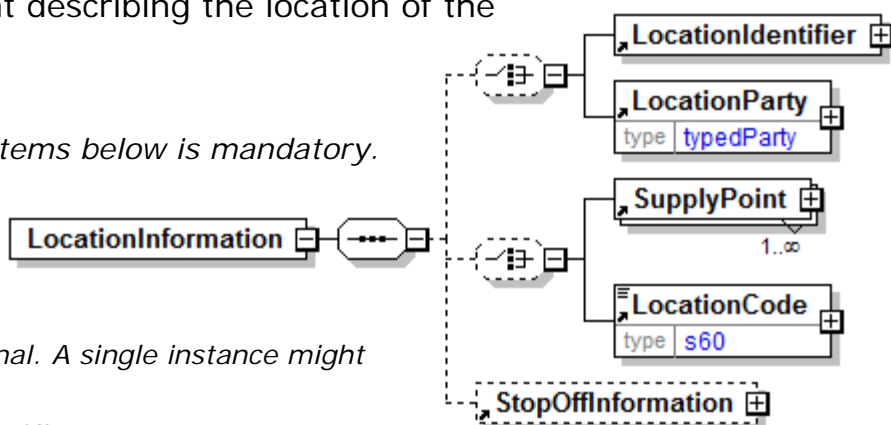 t describing the location of the
LocationIdentifier
LocationParty
type typedParty
tems below is mandatory.
SupplyPoint
1..∞
LocationInformation
LocationCode
type s60
nal. A single instance might
StopOffInformation